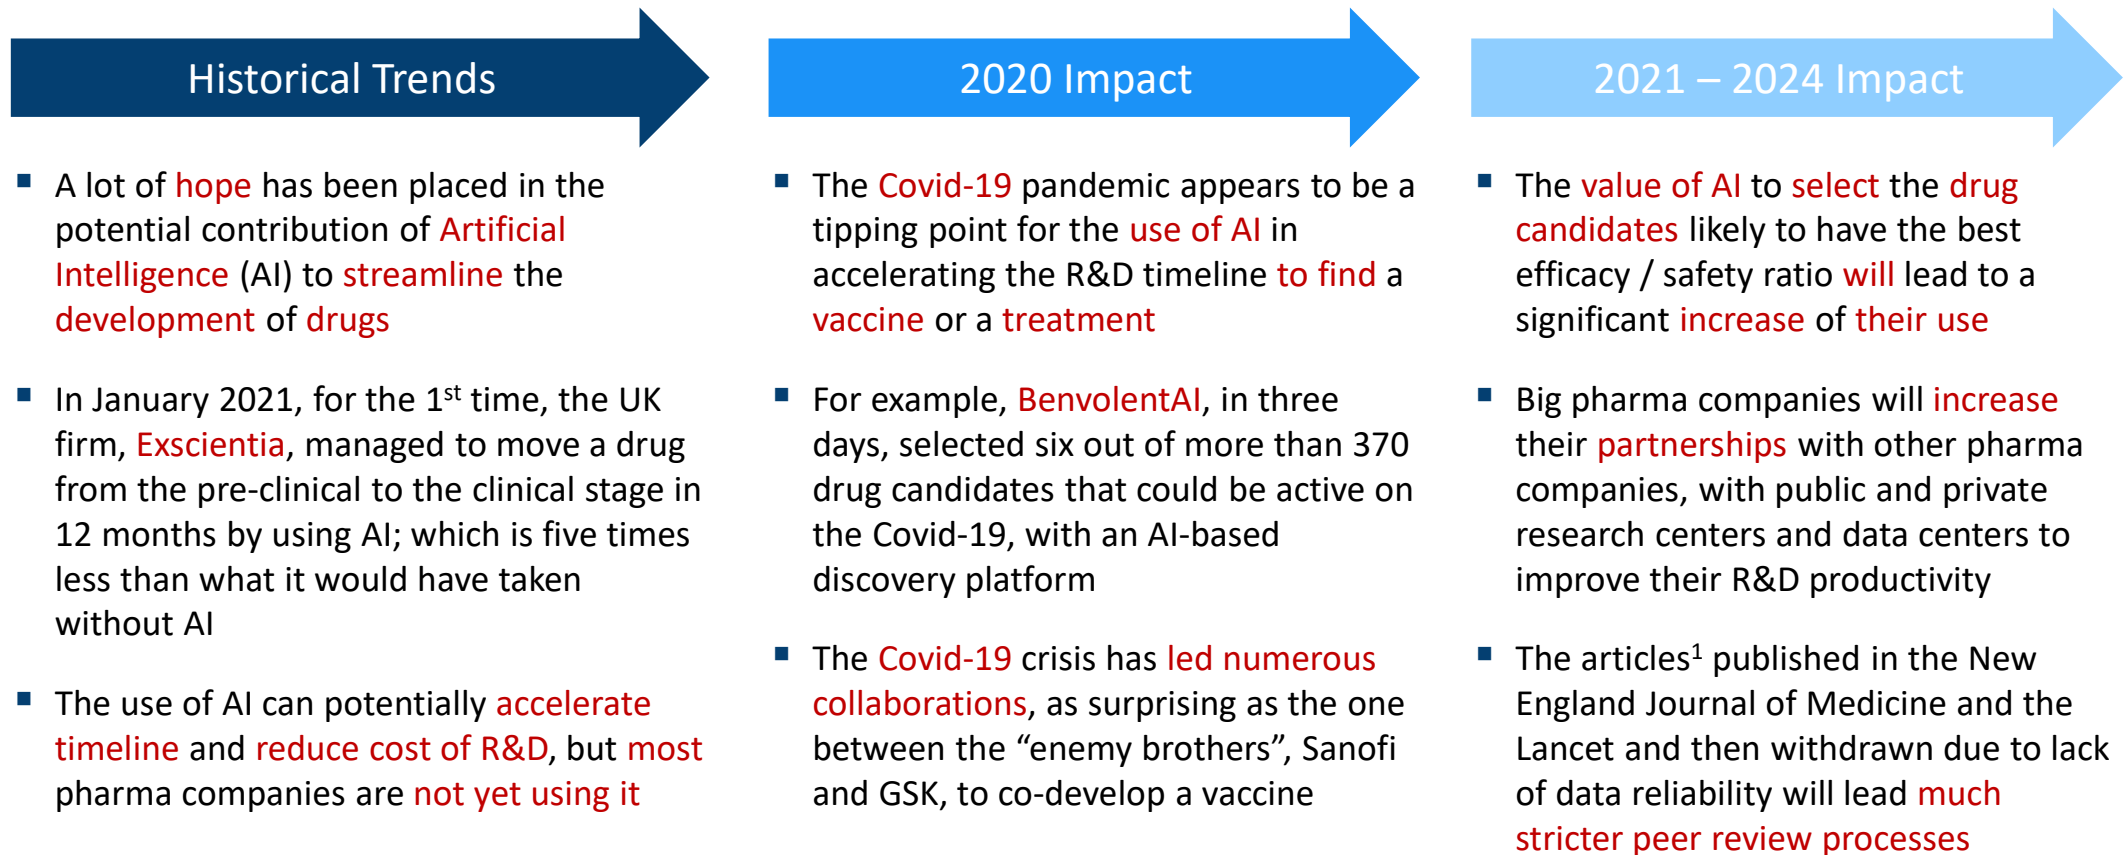 Historical Trends
A lot of hope has been placed in the
potential contribution of Artificial
Intelligence (AI) to streamline the
development of drugs
In January 2021, for the 1st time, the UK
firm, Exscientia, managed to move a drug
from the pre-clinical to the clinical stage in
12 months by using AI; which is five times
less than what it would have taken
without AI
The use of AI can potentially accelerate
timeline and reduce cost of R&D, but most
pharma companies are not yet using it
2020 Impact
The Covid-19 pandemic appears to be a
tipping point for the use of AI in
accelerating the R&D timeline to find a
vaccine or a treatment
For example, BenvolentAI, in three
days, selected six out of more than 370
drug candidates that could be active on
the Covid-19, with an AI-based
discovery platform
The Covid-19 crisis has led numerous
collaborations, as surprising as the one
between the “enemy brothers”, Sanofi
and GSK, to co-develop a vaccine
2021 – 2024 Impact
The value of AI to select the drug
candidates likely to have the best
efficacy / safety ratio will lead to a
significant increase of their use
Big pharma companies will increase
their partnerships with other pharma
companies, with public and private
research centers and data centers to
improve their R&D productivity
The articles¹ published in the New
England Journal of Medicine and the
Lancet and then withdrawn due to lack
of data reliability will lead much
stricter peer review processes